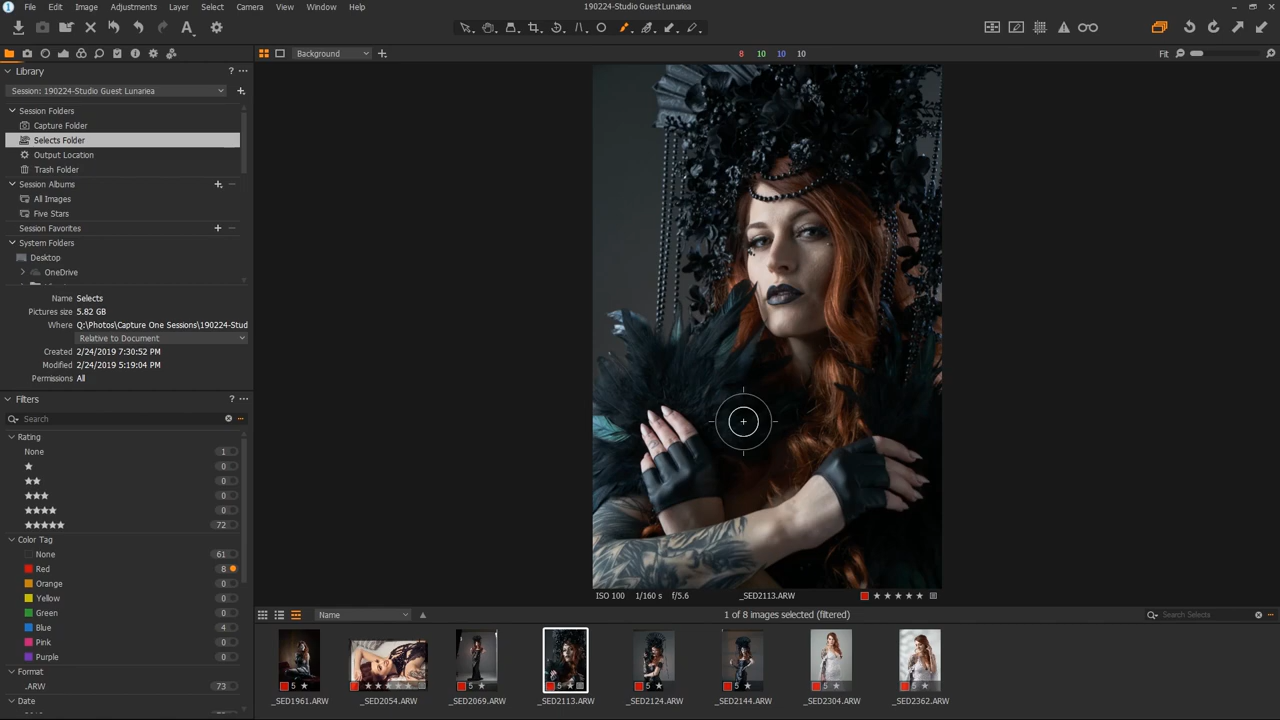 File Edit Image Adjustments Layer Select Camera View Window Help
190224-Studio Guest Lunariea
Background
8 10 10 10
Fit
Library
?
Session: 190224-Studio Guest Lunariea
Session Folders
Capture Folder
Selects Folder
Output Location
Trash Folder
Session Albums
All Images
Five Stars
Session Favorites
System Folders
Desktop
OneDrive
Name Selects
Pictures size 5.82 GB
Where Q:\Photos\Capture One Sessions\190224-Stud
Relative to Document
Created 2/24/2019 7:30:52 PM
Modified 2/24/2019 5:19:04 PM
Permissions All
Filters
?
Search
Rating
None 1
0
0
0
0
72
Color Tag
None 61
Red 8
Orange 0
Yellow 0
Green 0
Blue 4
Pink 0
Purple 0
Format
.ARW 73
Date
ISO 100 1/160 s f/5.6 _SED2113.ARW
Name
1 of 8 images selected (filtered)
Search Selects
5 5 5 5 5 5 5
_SED1961.ARW _SED2054.ARW _SED2069.ARW _SED2113.ARW _SED2124.ARW _SED2144.ARW _SED2304.ARW _SED2362.ARW